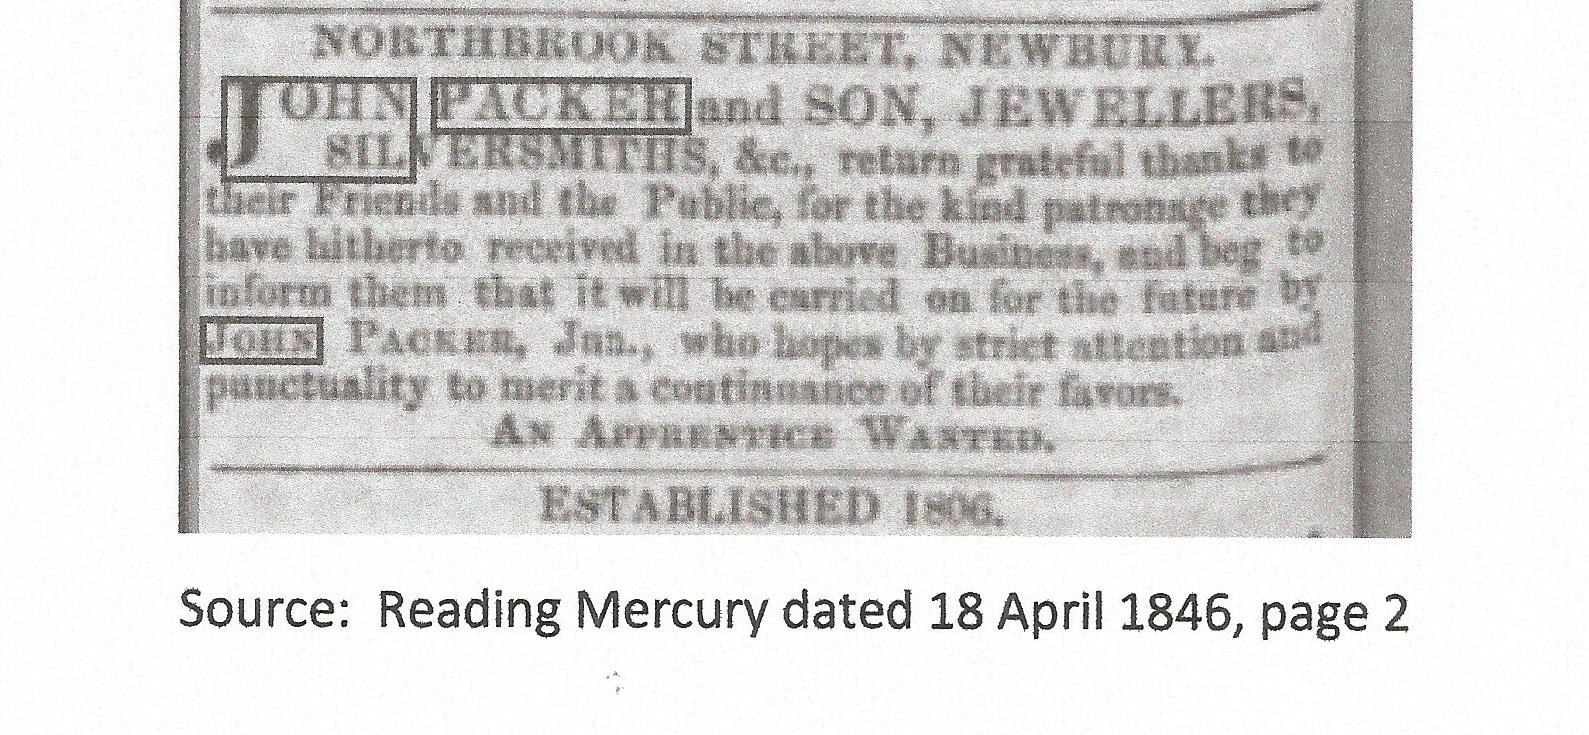 NORTHBROOK STREET, NEWBURY.
JOHN PACKER and SON, JEWELLERS,
SILVERSMITHS, &c., return grateful thanks to
their Friends and the Public, for the kind patronage they
have hitherto received in the above Business, and beg to
inform them that it will be carried on for the future by
JOHN PACKER, Jun., who hopes by strict attention and
punctuality to merit a continuance of their favors.
AN APPRENTICE WANTED.
ESTABLISHED 1806.
Source: Reading Mercury dated 18 April 1846, page 2